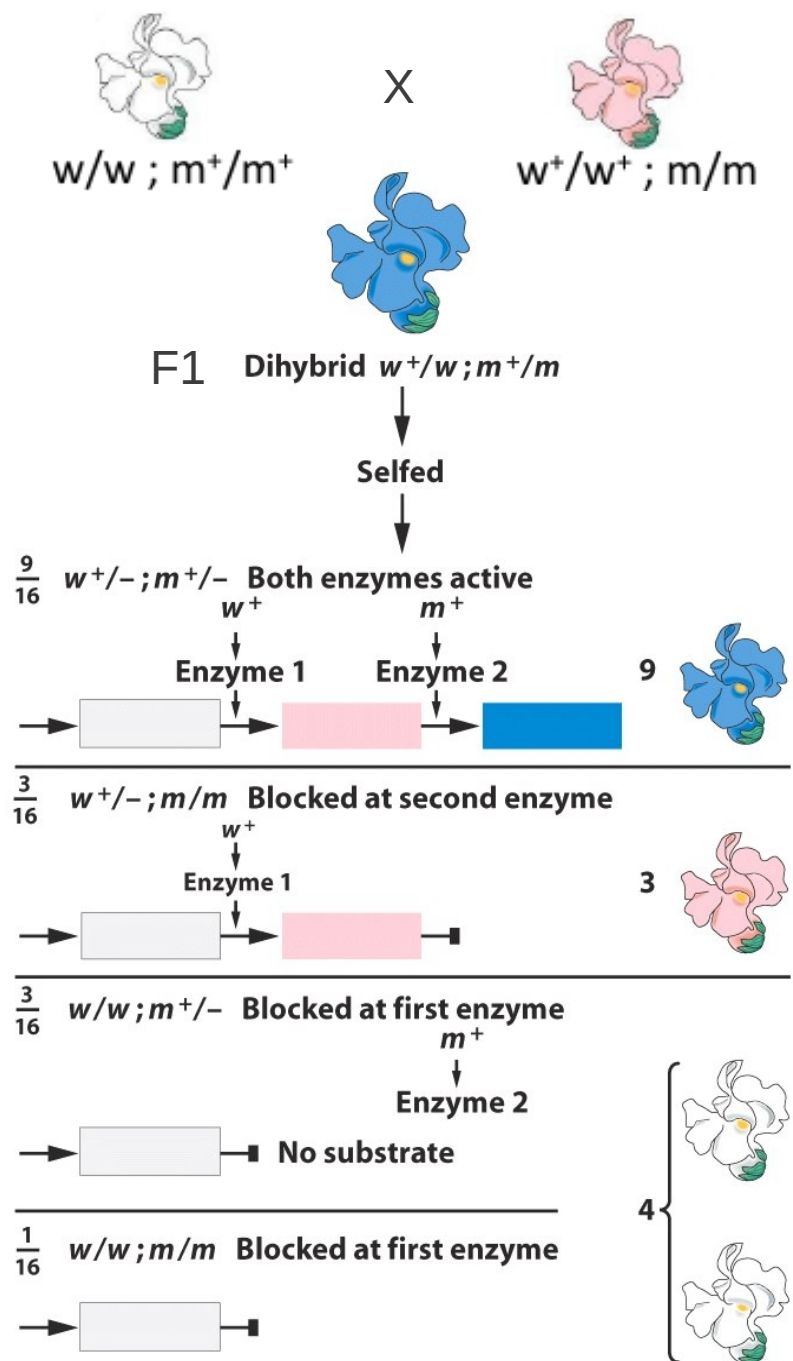 X
w/w ; m⁺/m⁺
w⁺/w⁺ ; m/m
F1 Dihybrid w⁺/w ; m⁺/m
Selfed
9/16 w⁺/– ; m⁺/– Both enzymes active
w⁺ m⁺
Enzyme 1 Enzyme 2 9
3/16 w⁺/– ; m/m Blocked at second enzyme
w⁺
Enzyme 1 3
3/16 w/w ; m⁺/– Blocked at first enzyme
m⁺
Enzyme 2
No substrate
4
1/16 w/w ; m/m Blocked at first enzyme